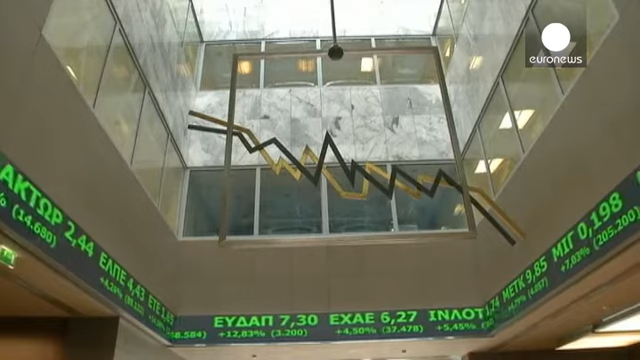 euronews
ΑΚΤΩΡ 2,44
(14.680)
ΕΛΠΕ 4,43
ΕΥΔΑΠ 7,30
+12,83% (3.200)
ΕΧΑΕ 6,27
+4,50% (37.478)
ΙΝΛΟΤ
+5,45%
ΜΕΤΚ 9,85
ΜΙΓ 0,198
+7,03% (205.200)